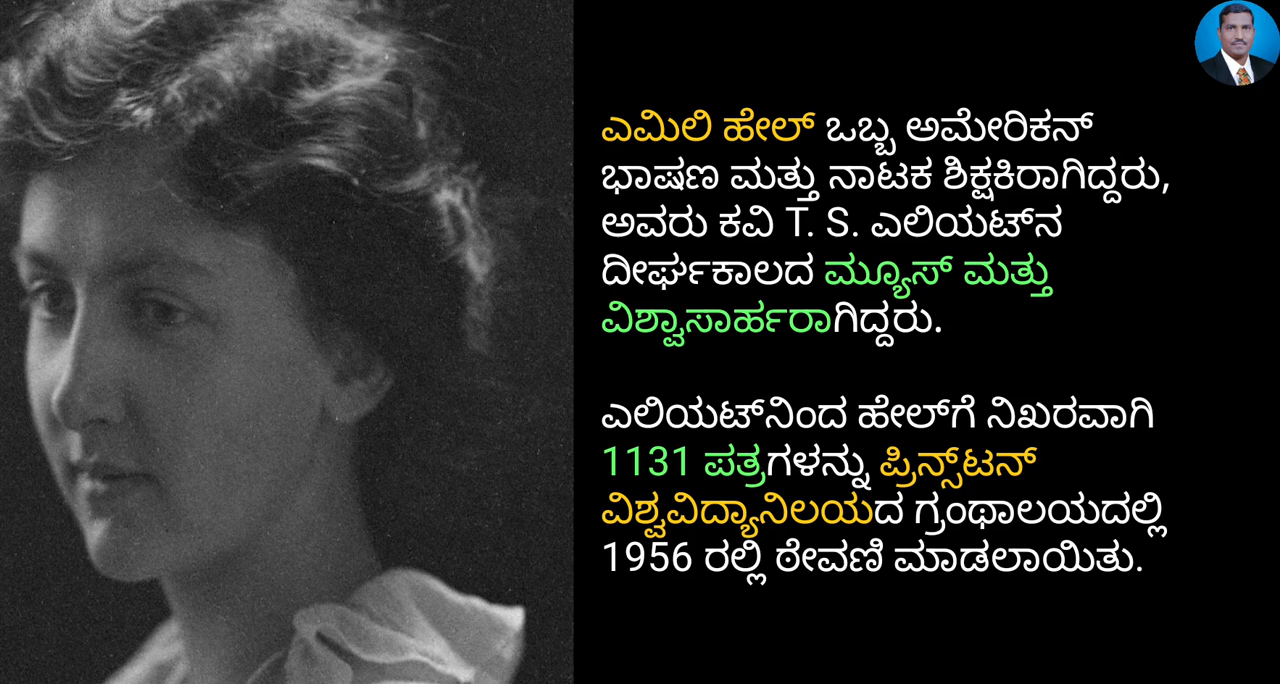 ಎಮಿಲಿ ಹೇಲ್ ಒಬ್ಬ ಅಮೇರಿಕನ್
ಭಾಷಣ ಮತ್ತು ನಾಟಕ ಶಿಕ್ಷಕಿರಾಗಿದ್ದರು,
ಅವರು ಕವಿ T. S. ಎಲಿಯಟ್‌ನ
ದೀರ್ಘಕಾಲದ ಮ್ಯೂಸ್ ಮತ್ತು
ವಿಶ್ವಾಸಾರ್ಹರಾಗಿದ್ದರು.
ಎಲಿಯಟ್‌ನಿಂದ ಹೇಲ್‌ಗೆ ನಿಖರವಾಗಿ
1131 ಪತ್ರಗಳನ್ನು ಪ್ರಿನ್ಸ್‌ಟನ್
ವಿಶ್ವವಿದ್ಯಾನಿಲಯದ ಗ್ರಂಥಾಲಯದಲ್ಲಿ
1956 ರಲ್ಲಿ ಠೇವಣಿ ಮಾಡಲಾಯಿತು.